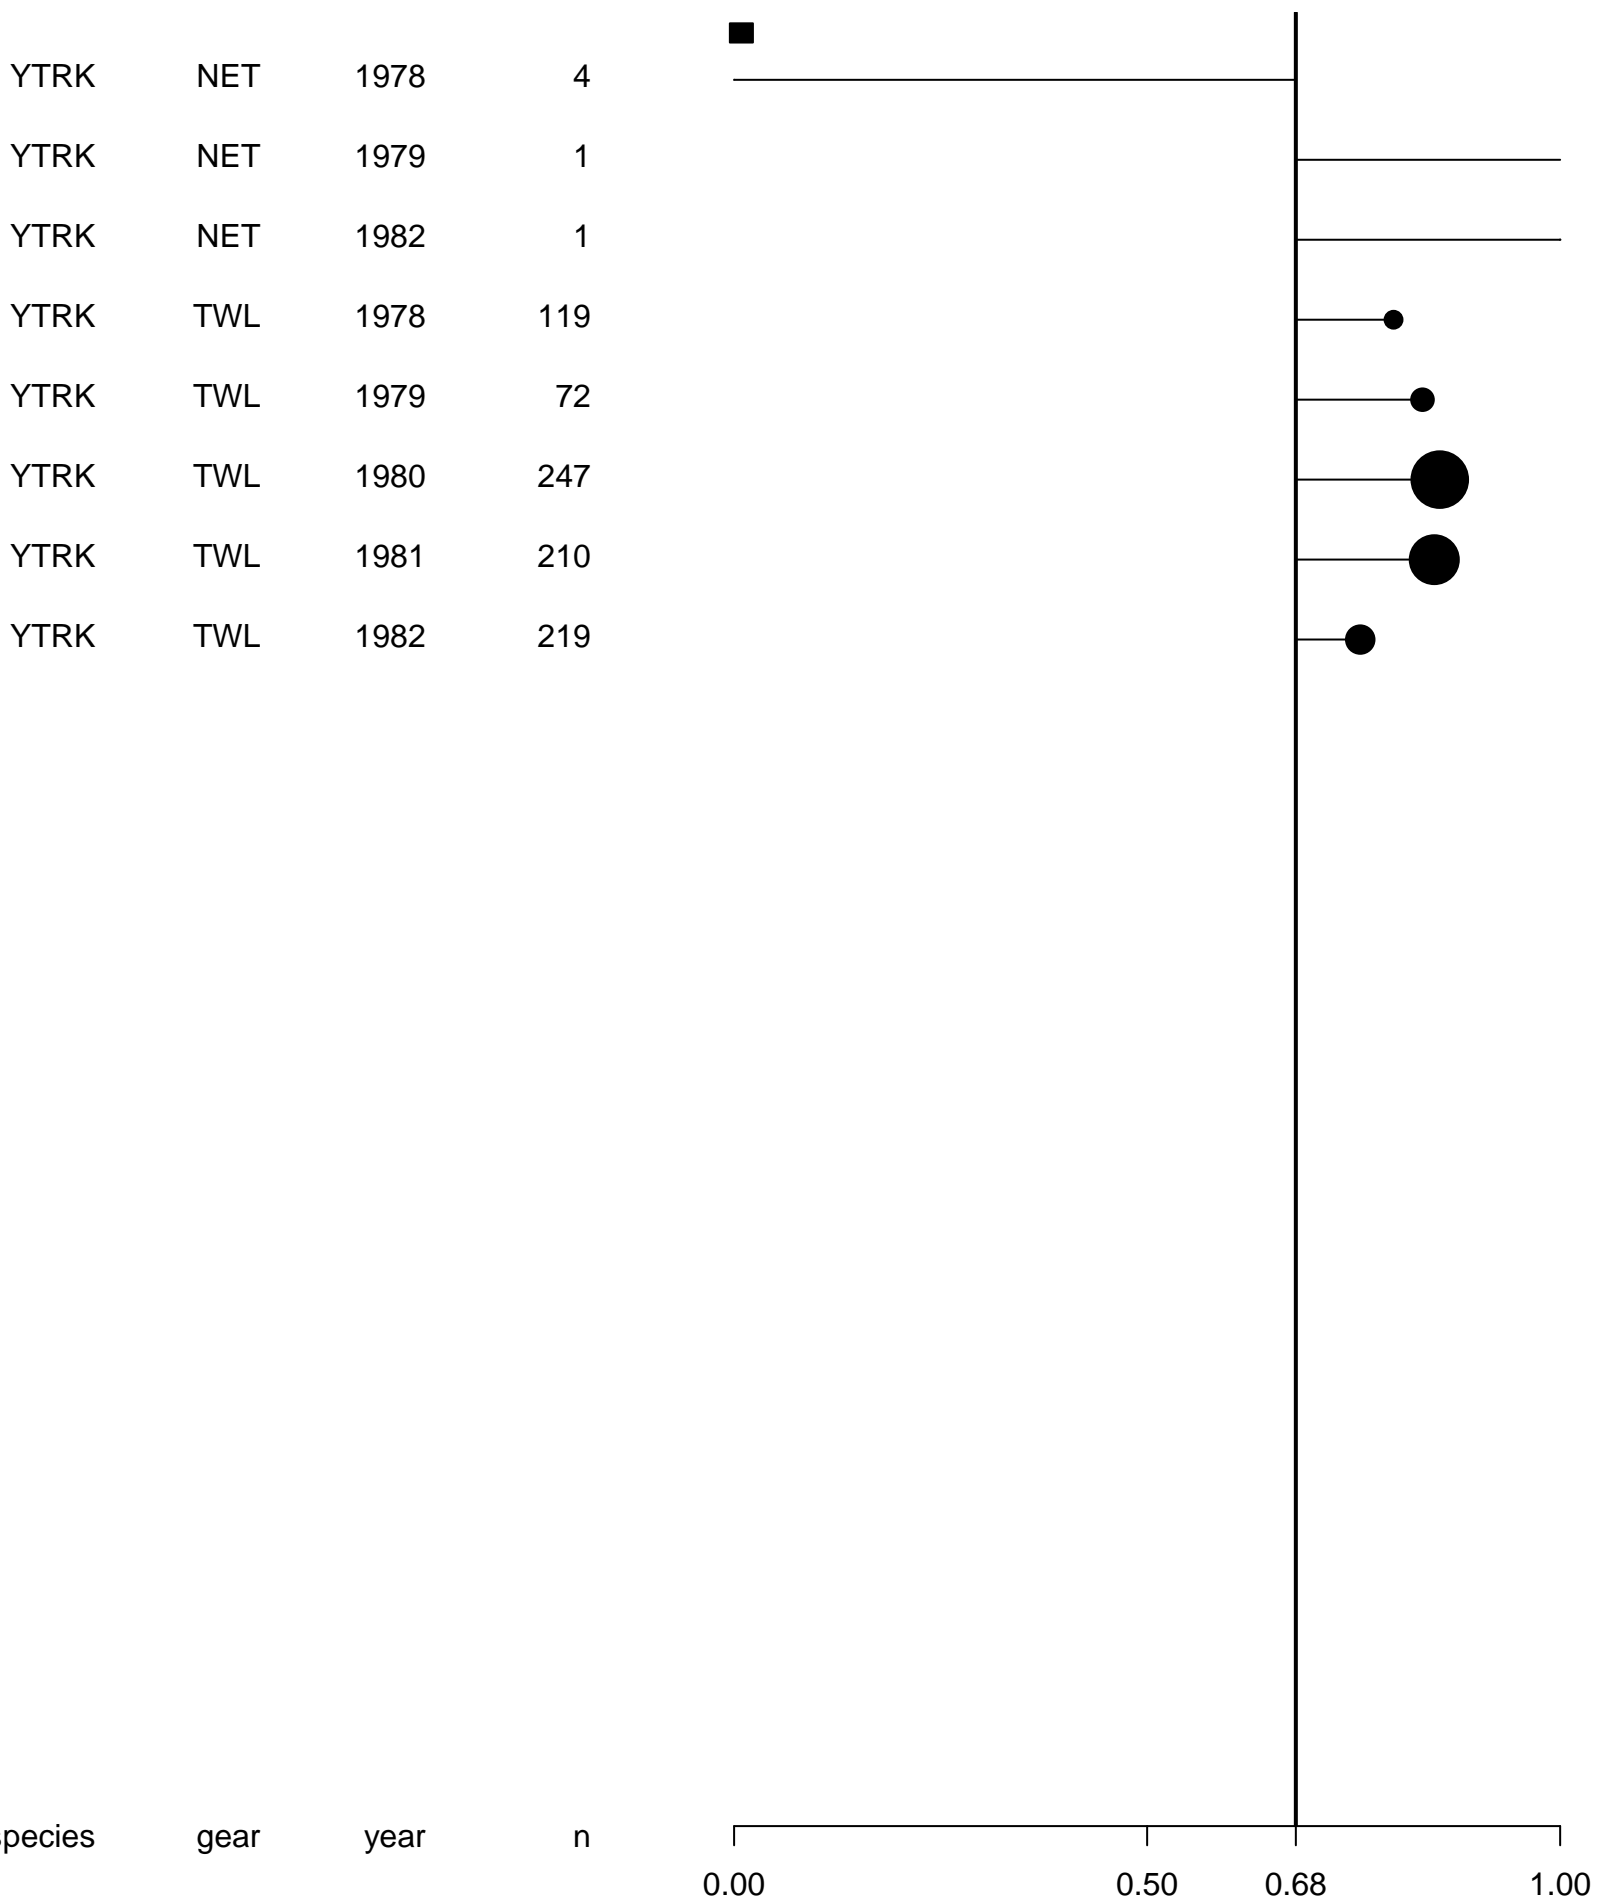 YTRK NET 1978 4
YTRK NET 1979 1
YTRK NET 1982 1
YTRK TWL 1978 119
YTRK TWL 1979 72
YTRK TWL 1980 247
YTRK TWL 1981 210
YTRK TWL 1982 219
species gear year n
0.00 0.50 0.68 1.00